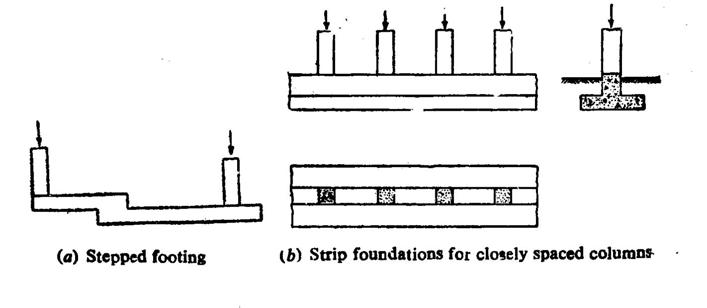 (a) Stepped footing
(b) Strip foundations for closely spaced columns